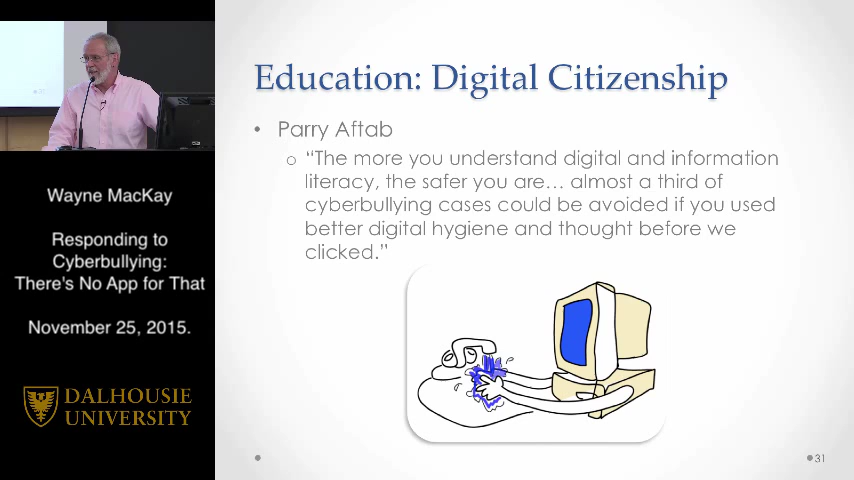 Education: Digital Citizenship
Parry Aftab
“The more you understand digital and information
literacy, the safer you are… almost a third of
cyberbullying cases could be avoided if you used
better digital hygiene and thought before we
clicked.”
31
Wayne MacKay
Responding to
Cyberbullying:
There's No App for That
November 25, 2015.
DALHOUSIE
UNIVERSITY